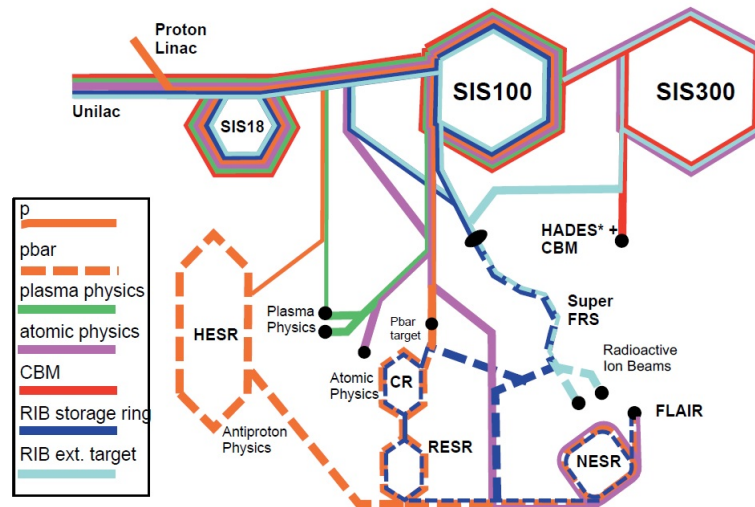 Proton
Linac
Unilac
SIS18
SIS100
SIS300
p
pbar
plasma physics
atomic physics
CBM
RIB storage ring
RIB ext. target
HESR
Plasma
Physics
Atomic
Physics
Antiproton
Physics
Pbar
target
CR
RESR
HADES* +
CBM
Super
FRS
Radioactive
Ion Beams
FLAIR
NESR